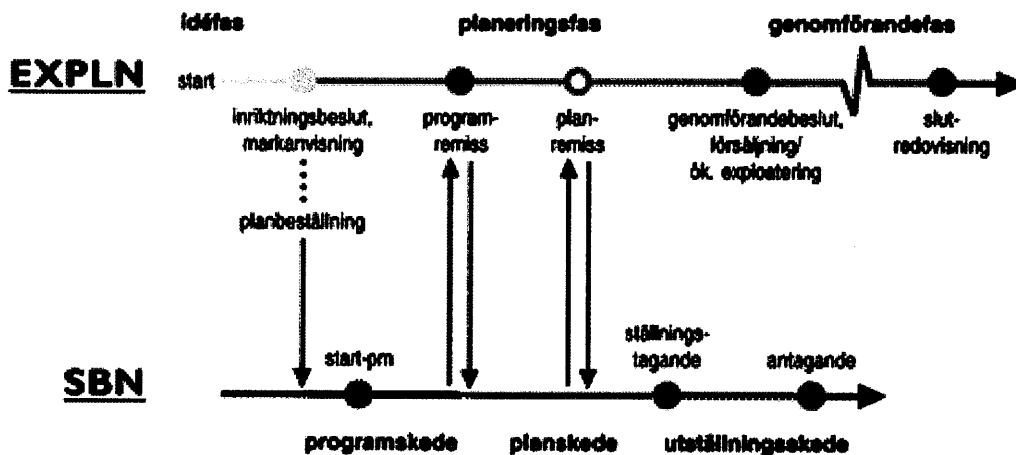 idéfas
planeringsfas
genomförandefas
EXPLN
start
inriktningsbeslut,
markanvisning
program-
remiss
plan-
remiss
genomförandebeslut,
försäljning/
ök. exploatering
slut-
redovisning
planbeställning
SBN
start-pm
ställnings-
tagande
antagande
programskede
planskede
utställningsskede